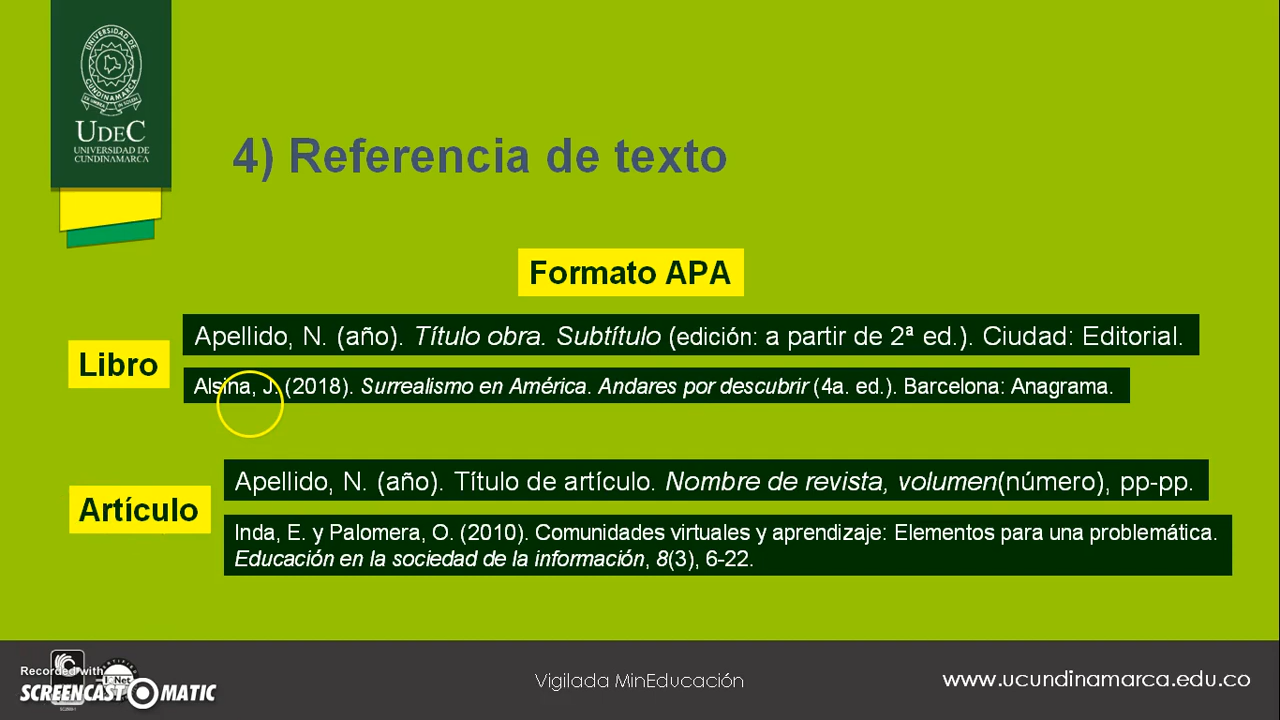 UNIVERSIDAD DE CUNDINAMARCA
UDEC
UNIVERSIDAD DE
CUNDINAMARCA
4) Referencia de texto
Formato APA
Libro
Apellido, N. (año). Título obra. Subtítulo (edición: a partir de 2ª ed.). Ciudad: Editorial.
Alsina, J. (2018). Surrealismo en América. Andares por descubrir (4a. ed.). Barcelona: Anagrama.
Artículo
Apellido, N. (año). Título de artículo. Nombre de revista, volumen(número), pp-pp.
Inda, E. y Palomera, O. (2010). Comunidades virtuales y aprendizaje: Elementos para una problemática.
Educación en la sociedad de la información, 8(3), 6-22.
Recorded with
SCREENCAST-O-MATIC
Vigilada MinEducación
www.ucundinamarca.edu.co